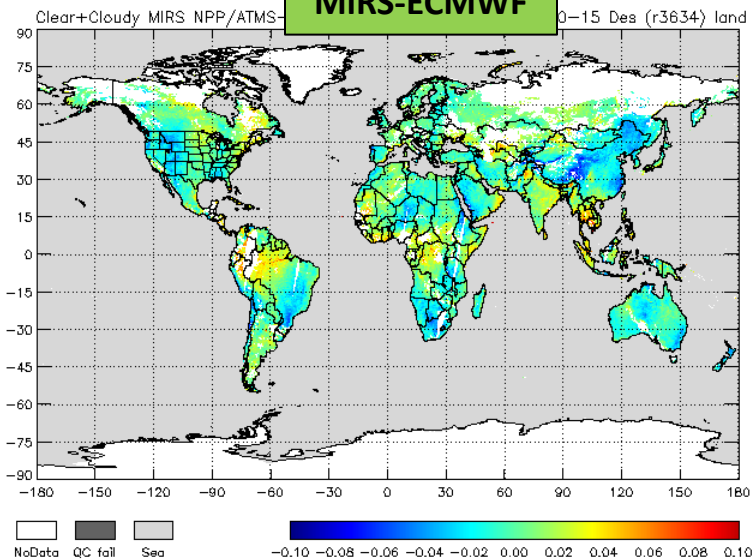 MIRS-ECMWF
Clear+Cloudy MIRS NPP/ATMS- 0-15 Des (r3634) land
90
75
60
45
30
15
0
-15
-30
-45
-60
-75
-90
-180 -150 -120 -90 -60 -30 0 30 60 90 120 150 180
NoData QC fail Sea
-0.10 -0.08 -0.06 -0.04 -0.02 0.00 0.02 0.04 0.06 0.08 0.10